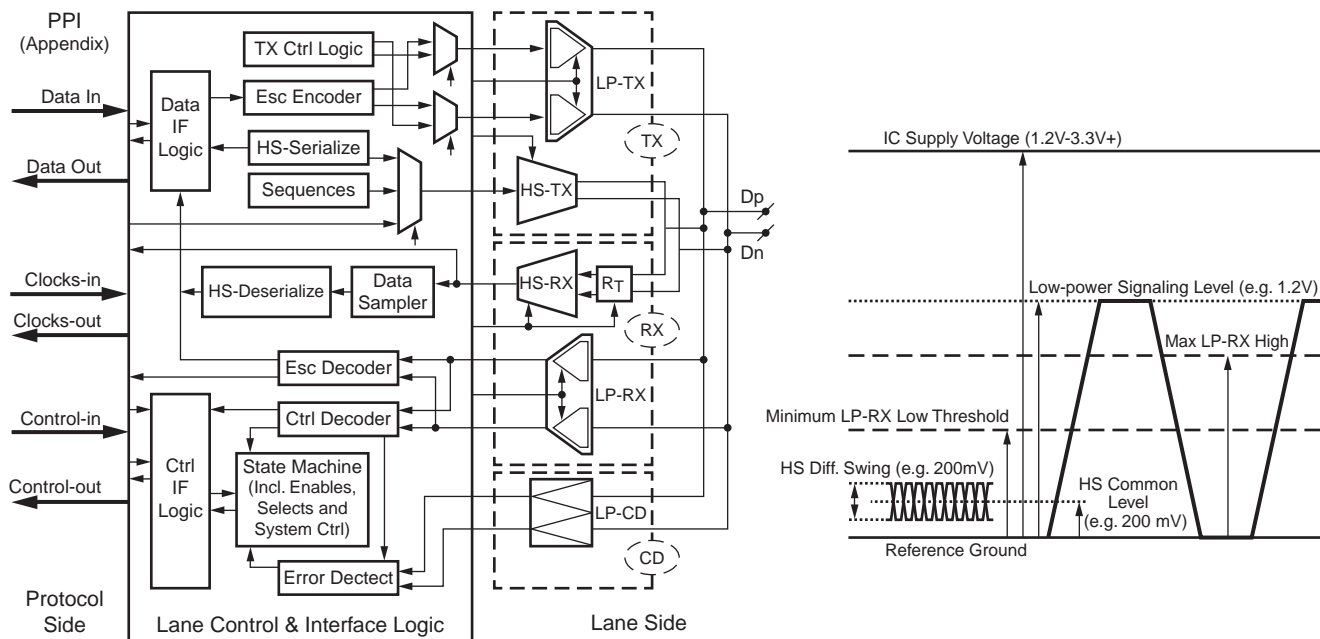 PPI
(Appendix)
Data In
Data Out
Clocks-in
Clocks-out
Control-in
Control-out
Protocol
Side
TX Ctrl Logic
Esc Encoder
Data
IF
Logic
HS-Serialize
Sequences
HS-Deserialize
Data
Sampler
Esc Decoder
Ctrl Decoder
Ctrl
IF
Logic
State Machine
(Incl. Enables,
Selects and
System Ctrl)
Error Dectect
Lane Control & Interface Logic
LP-TX
TX
HS-TX
HS-RX
RT
RX
LP-RX
LP-CD
CD
Dp
Dn
Lane Side
IC Supply Voltage (1.2V-3.3V+)
Low-power Signaling Level (e.g. 1.2V)
Max LP-RX High
Minimum LP-RX Low Threshold
HS Diff. Swing (e.g. 200mV)
HS Common
Level
(e.g. 200 mV)
Reference Ground